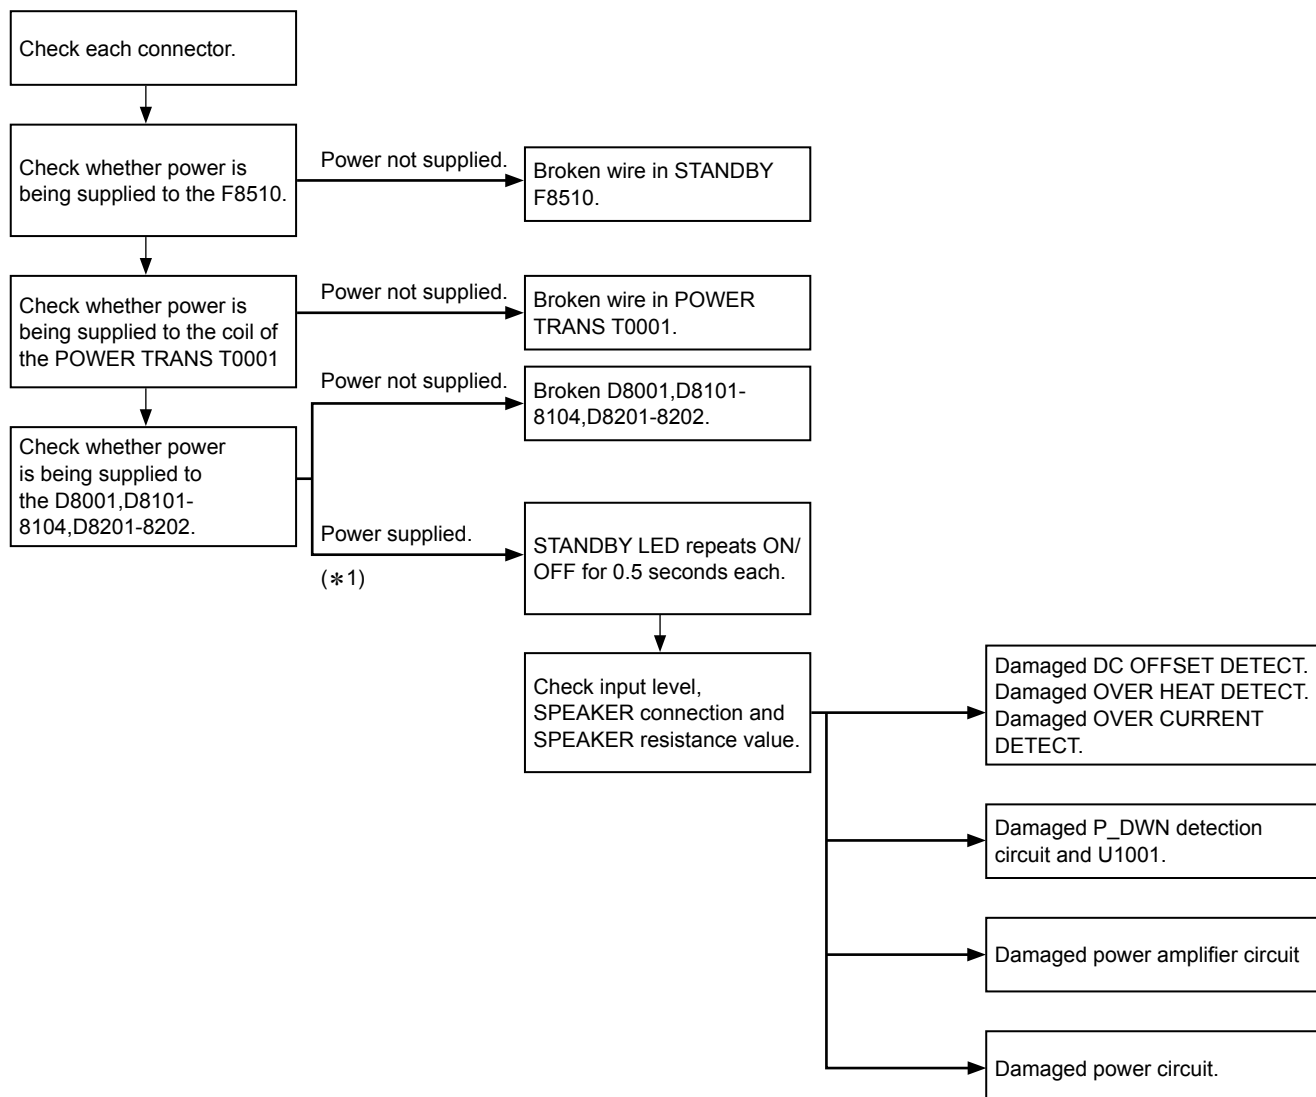 Check each connector.
Check whether power is
being supplied to the F8510.
Power not supplied.
Broken wire in STANDBY
F8510.
Check whether power is
being supplied to the coil of
the POWER TRANS T0001
Power not supplied.
Broken wire in POWER
TRANS T0001.
Check whether power
is being supplied to
the D8001,D8101-
8104,D8201-8202.
Power not supplied.
Broken D8001,D8101-
8104,D8201-8202.
Power supplied.
(*1)
STANDBY LED repeats ON/
OFF for 0.5 seconds each.
Check input level,
SPEAKER connection and
SPEAKER resistance value.
Damaged DC OFFSET DETECT.
Damaged OVER HEAT DETECT.
Damaged OVER CURRENT
DETECT.
Damaged P_DWN detection
circuit and U1001.
Damaged power amplifier circuit
Damaged power circuit.